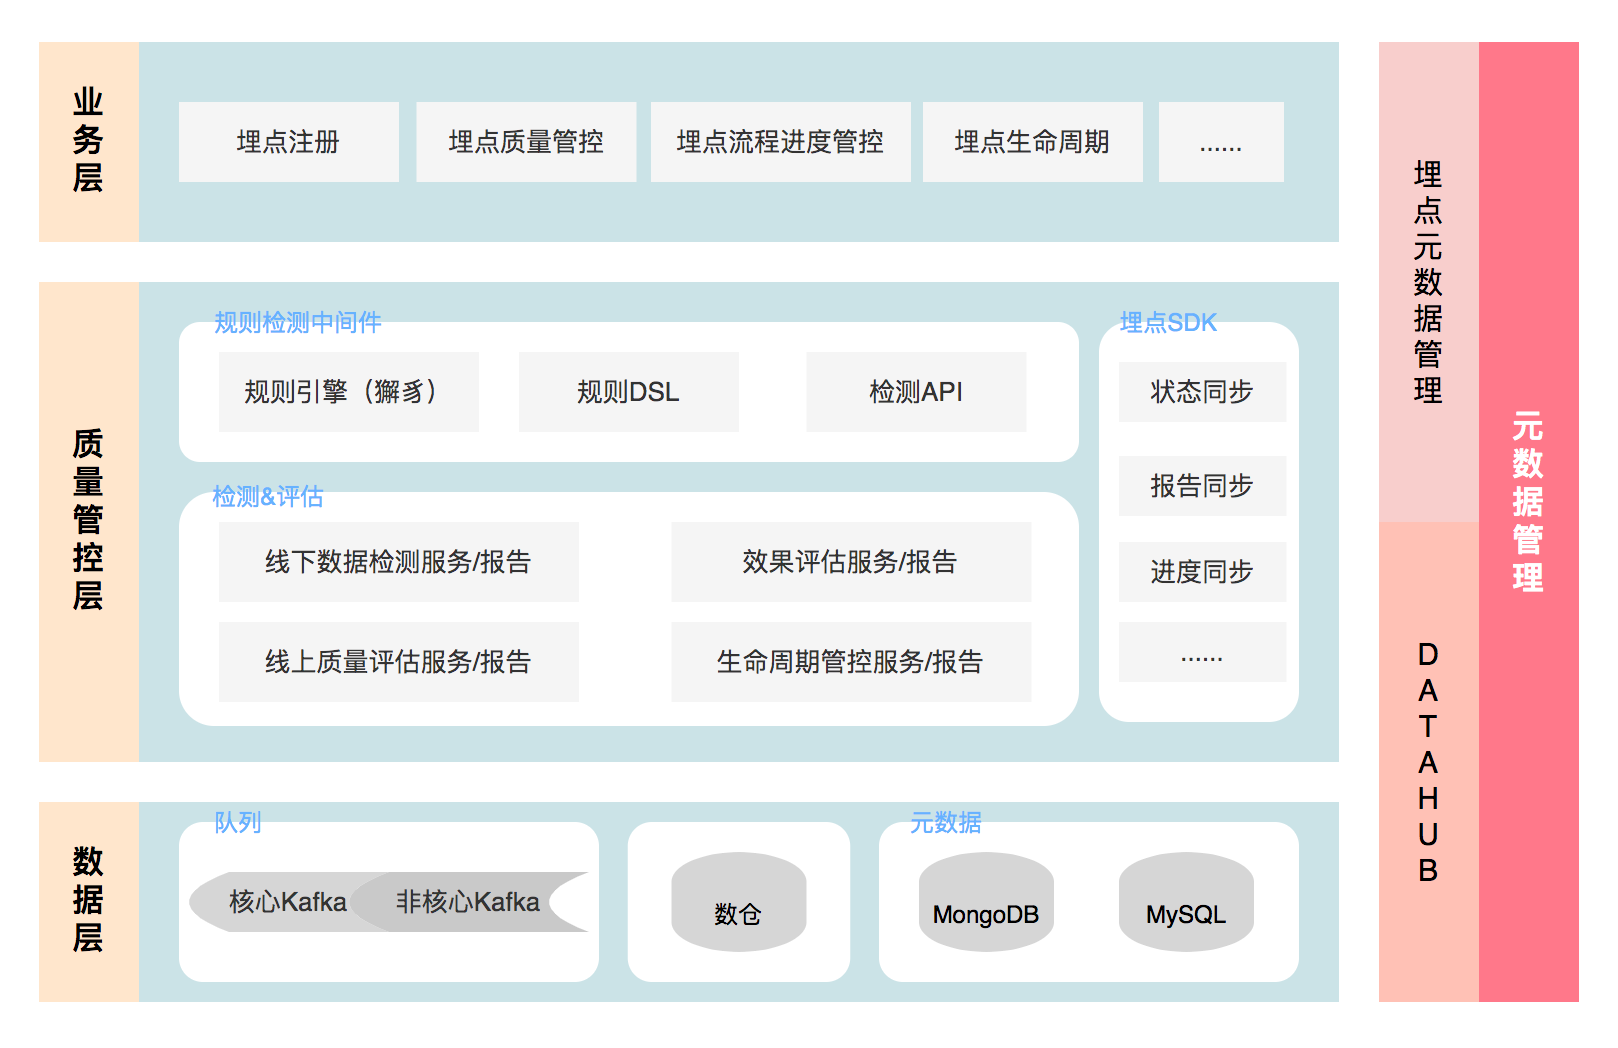 业务层
埋点注册
埋点质量管控
埋点流程进度管控
埋点生命周期
......
质量管控层
规则检测中间件
规则引擎（獬豸）
规则DSL
检测API
检测&评估
线下数据检测服务/报告
效果评估服务/报告
线上质量评估服务/报告
生命周期管控服务/报告
埋点SDK
状态同步
报告同步
进度同步
......
数据层
队列
核心Kafka
非核心Kafka
数仓
元数据
MongoDB
MySQL
埋点元数据管理
DATAHUB
元数据管理